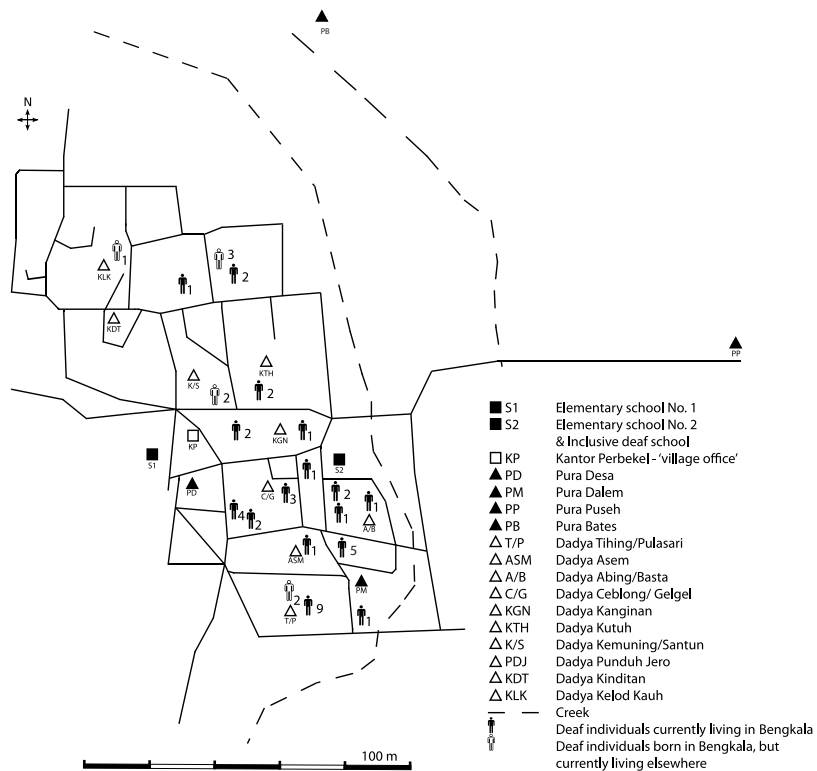 PB
N
3
1
KLK
2
1
PP
KDT
KTH
K/S
2
2
2
KGN
1
KP
S1
1
S2
PD
C/G
3
2
1
4
2
1
A/B
1
5
ASM
PM
2
9
T/P
1
100 m
S1 Elementary school No. 1
S2 Elementary school No. 2
& Inclusive deaf school
KP Kantor Perbekel - 'village office'
PD Pura Desa
PM Pura Dalem
PP Pura Puseh
PB Pura Bates
T/P Dadya Tihing/Pulasari
ASM Dadya Asem
A/B Dadya Abing/Basta
C/G Dadya Ceblong/ Gelgel
KGN Dadya Kanginan
KTH Dadya Kutuh
K/S Dadya Kemuning/Santun
PDJ Dadya Punduh Jero
KDT Dadya Kinditan
KLK Dadya Kelod Kauh
Creek
Deaf individuals currently living in Bengkala
Deaf individuals born in Bengkala, but
currently living elsewhere